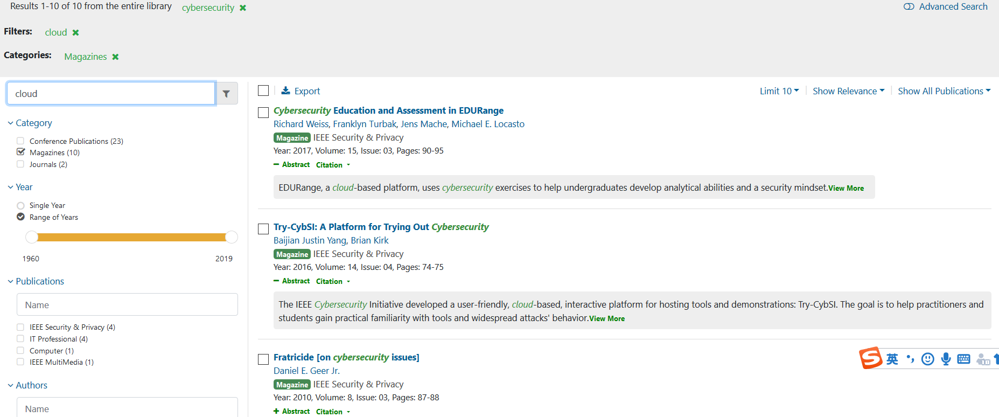 Results 1-10 of 10 from the entire library cybersecurity ✖
Advanced Search
Filters: cloud ✖
Categories: Magazines ✖
cloud
Category
Conference Publications (23)
Magazines (10)
Journals (2)
Year
Single Year
Range of Years
1960 2019
Publications
Name
IEEE Security & Privacy (4)
IT Professional (4)
Computer (1)
IEEE MultiMedia (1)
Authors
Name
Export
Limit 10 Show Relevance Show All Publications
Cybersecurity Education and Assessment in EDURange
Richard Weiss, Franklyn Turbak, Jens Mache, Michael E. Locasto
Magazine IEEE Security & Privacy
Year: 2017, Volume: 15, Issue: 03, Pages: 90-95
Abstract Citation
EDURange, a cloud-based platform, uses cybersecurity exercises to help undergraduates develop analytical abilities and a security mindset.View More
Try-CybSI: A Platform for Trying Out Cybersecurity
Baijian Justin Yang, Brian Kirk
Magazine IEEE Security & Privacy
Year: 2016, Volume: 14, Issue: 04, Pages: 74-75
Abstract Citation
The IEEE Cybersecurity Initiative developed a user-friendly, cloud-based, interactive platform for hosting tools and demonstrations: Try-CybSI. The goal is to help practitioners and
students gain practical familiarity with tools and widespread attacks' behavior.View More
Fratricide [on cybersecurity issues]
Daniel E. Geer Jr.
Magazine IEEE Security & Privacy
Year: 2010, Volume: 8, Issue: 03, Pages: 87-88
Abstract Citation
S 英